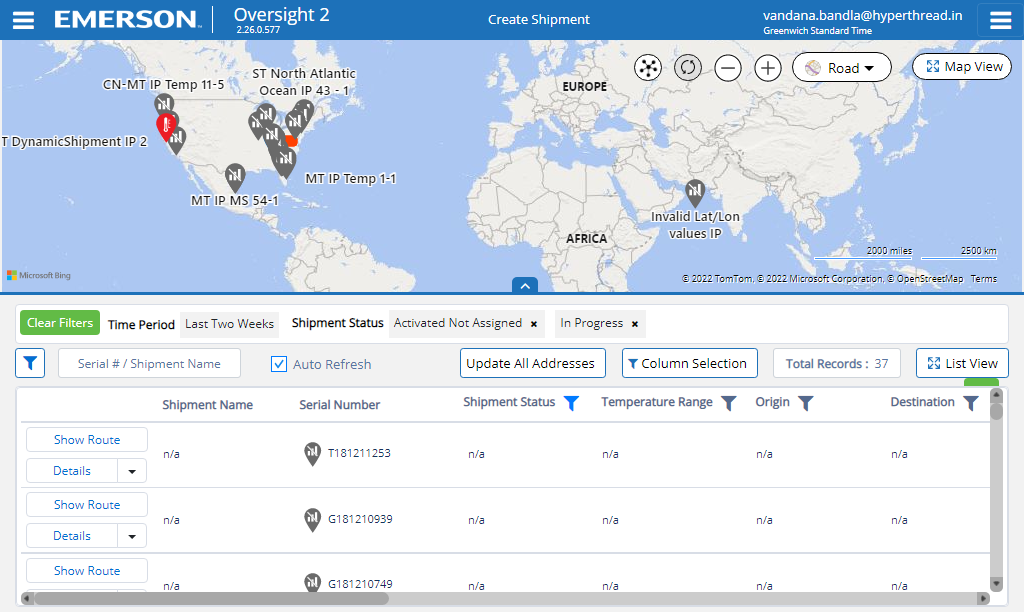 EMERSON
Oversight 2
2.26.0.577
Create Shipment
vandana.bandla@hyperthread.in
Greenwich Standard Time
Road
Map View
CN-MT IP Temp 11-5
ST North Atlantic
Ocean IP 43 - 1
T DynamicShipment IP 2
MT IP Temp 1-1
MT IP MS 54-1
EUROPE
AFRICA
Invalid Lat/Lon
values IP
2000 miles
2500 km
Microsoft Bing
© 2022 TomTom, © 2022 Microsoft Corporation, © OpenStreetMap Terms
Clear Filters
Time Period
Last Two Weeks
Shipment Status
Activated Not Assigned ×
In Progress ×
Serial # / Shipment Name
Auto Refresh
Update All Addresses
Column Selection
Total Records : 37
List View
Shipment Name
Serial Number
Shipment Status
Temperature Range
Origin
Destination
Show Route
Details
n/a
T181211253
n/a
n/a
n/a
n/a
Show Route
Details
n/a
G181210939
n/a
n/a
n/a
n/a
Show Route
n/a
G181210749
n/a
n/a
n/a
n/a